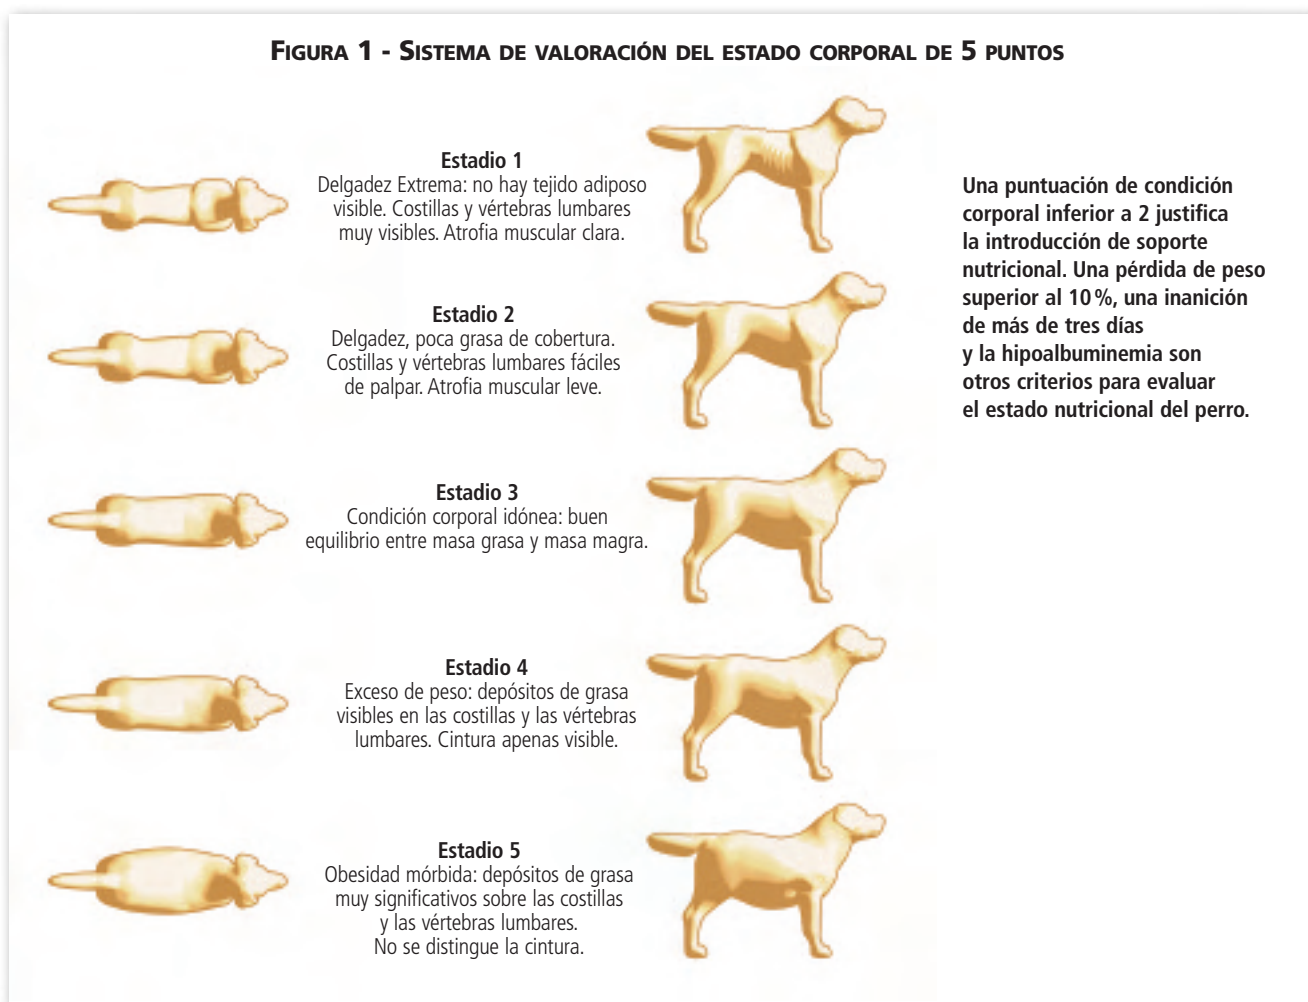 FIGURA 1 - SISTEMA DE VALORACIÓN DEL ESTADO CORPORAL DE 5 PUNTOS
Estadio 1
Delgadez Extrema: no hay tejido adiposo
visible. Costillas y vértebras lumbares
muy visibles. Atrofia muscular clara.
Estadio 2
Delgadez, poca grasa de cobertura.
Costillas y vértebras lumbares fáciles
de palpar. Atrofia muscular leve.
Estadio 3
Condición corporal idónea: buen
equilibrio entre masa grasa y masa magra.
Estadio 4
Exceso de peso: depósitos de grasa
visibles en las costillas y las vértebras
lumbares. Cintura apenas visible.
Estadio 5
Obesidad mórbida: depósitos de grasa
muy significativos sobre las costillas
y las vértebras lumbares.
No se distingue la cintura.
Una puntuación de condición
corporal inferior a 2 justifica
la introducción de soporte
nutricional. Una pérdida de peso
superior al 10 %, una inanición
de más de tres días
y la hipoalbuminemia son
otros criterios para evaluar
el estado nutricional del perro.